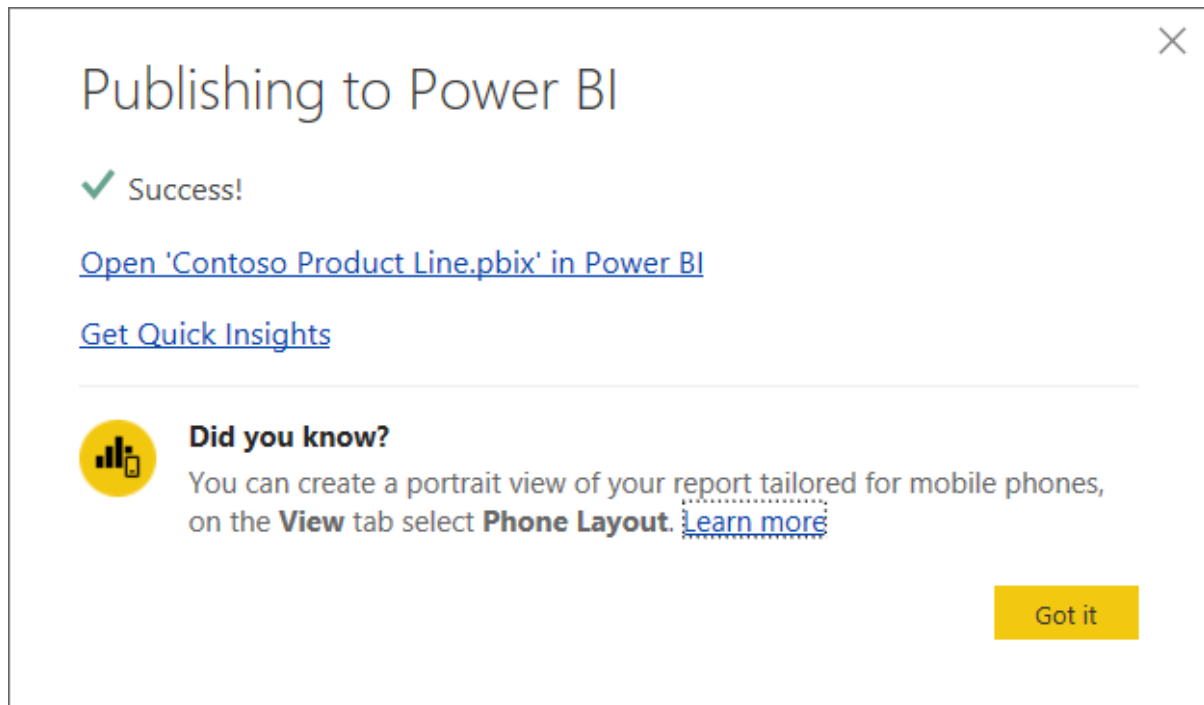 Publishing to Power BI
Success!
Open 'Contoso Product Line.pbix' in Power BI
Get Quick Insights
Did you know?
You can create a portrait view of your report tailored for mobile phones,
on the View tab select Phone Layout. Learn more
Got it